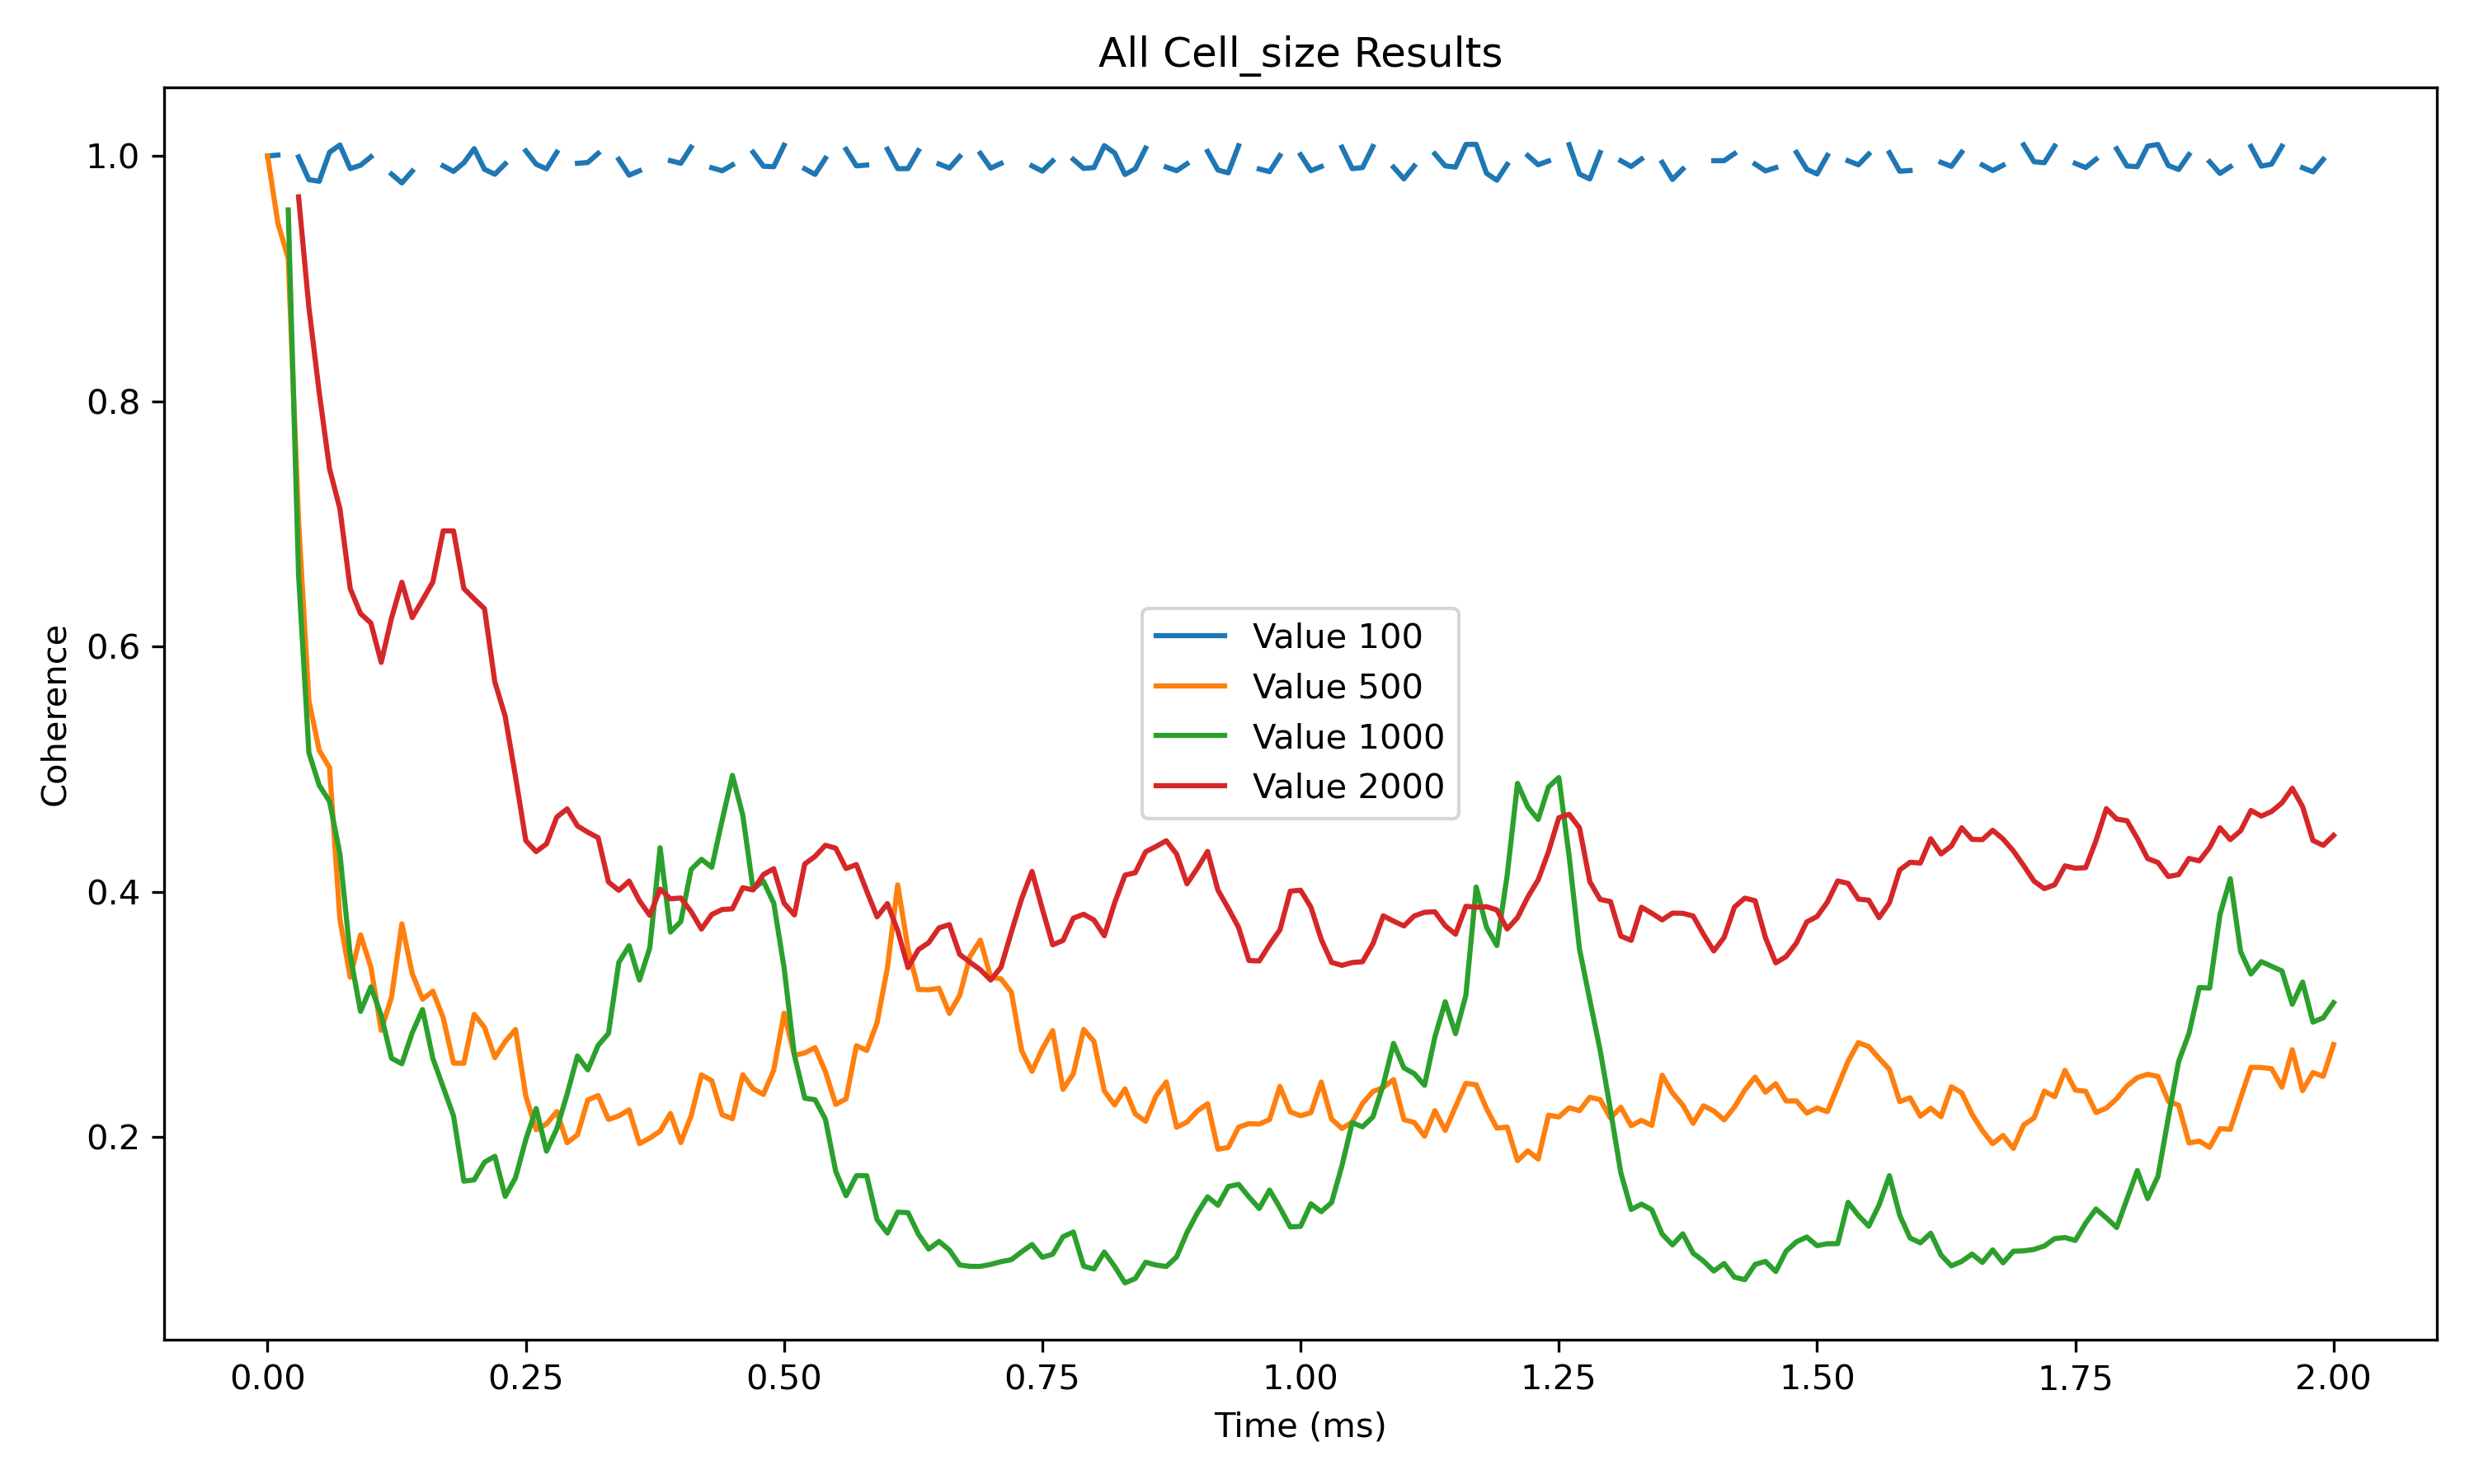 All Cell_size Results
1.0
0.8
0.6
0.4
0.2
Coherence
Value 100
Value 500
Value 1000
Value 2000
0.00 0.25 0.50 0.75 1.00 1.25 1.50 1.75 2.00
Time (ms)